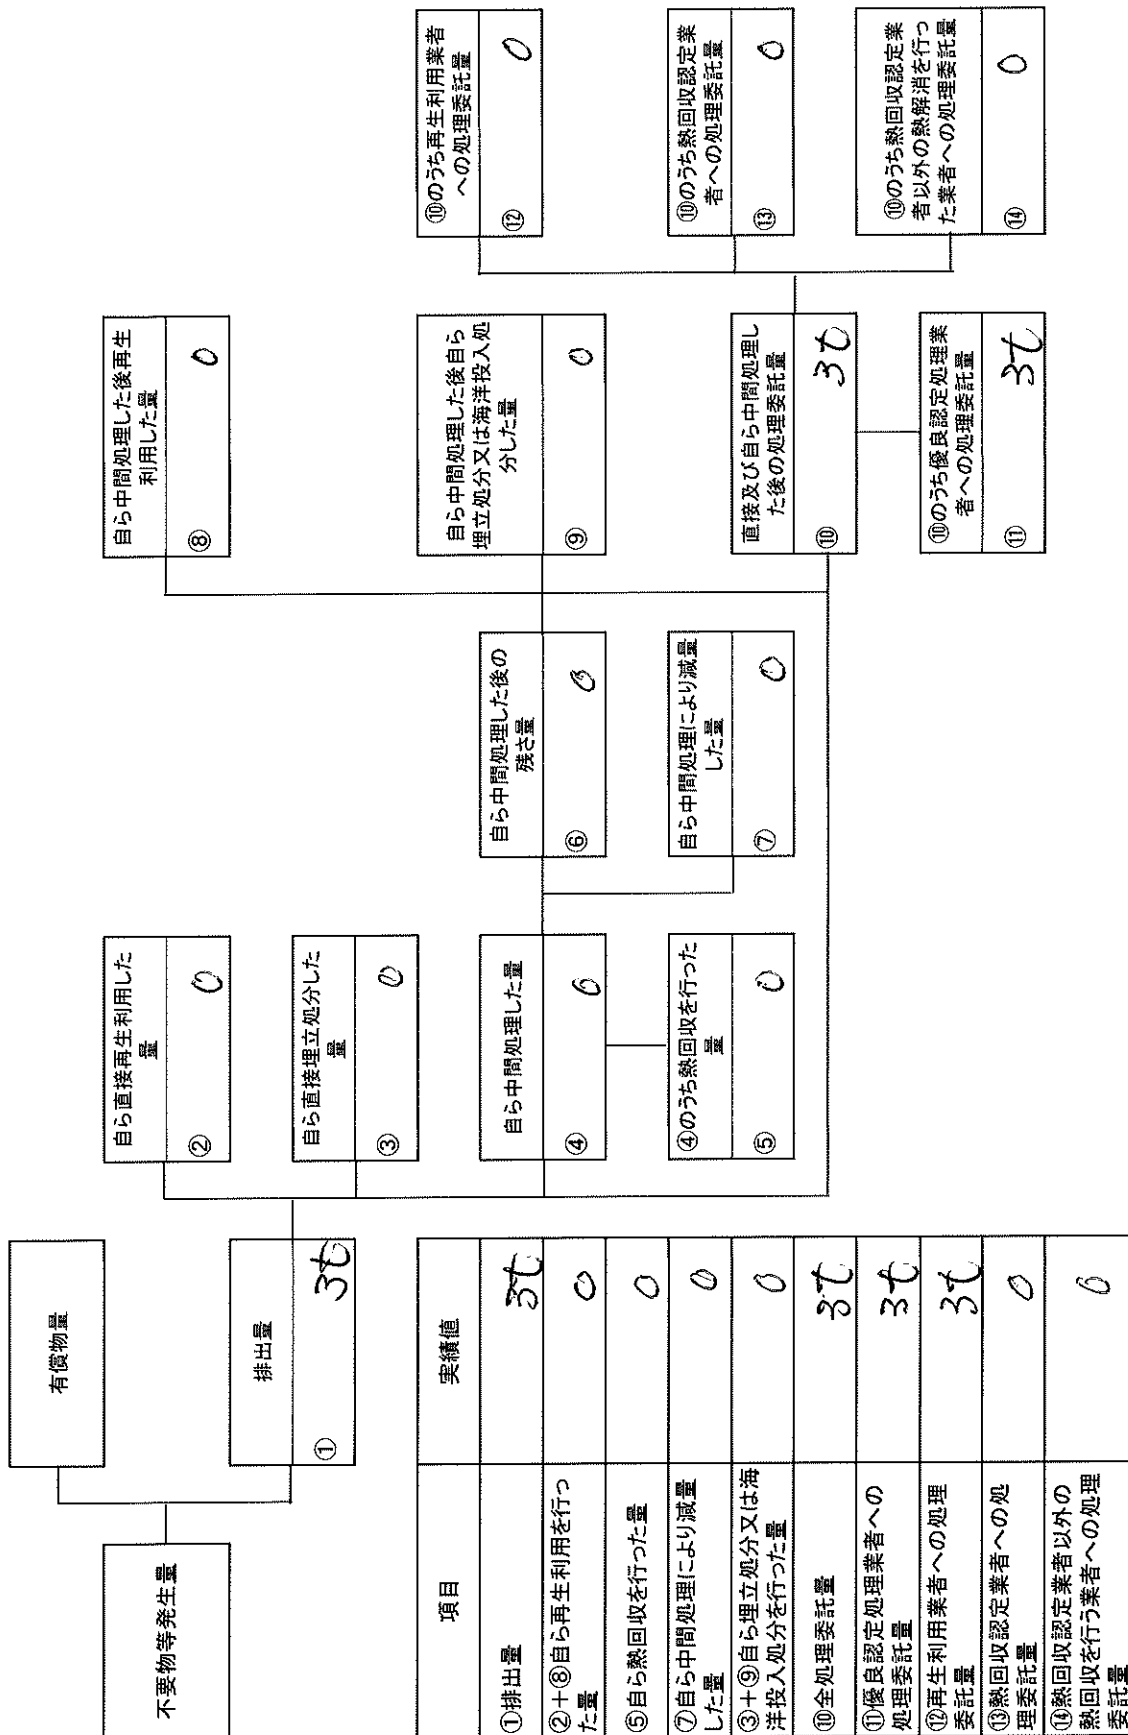 不要物等発生量
有償物量
排出量
① 3t
自ら直接再生利用した
量
② 0
自ら直接埋立処分した
量
③ 0
自ら中間処理した量
④ 0
④のうち熱回収を行った
量
⑤ 0
自ら中間処理した後の
残さ量
⑥ 0
自ら中間処理により減量
した量
⑦ 0
自ら中間処理した後再生
利用した量
⑧ 0
自ら中間処理した後自ら
埋立処分又は海洋投入処
分した量
⑨ 0
直接及び自ら中間処理し
た後の処理委託量
⑩ 3t
⑩のうち優良認定処理業
者への処理委託量
⑪ 3t
⑩のうち再生利用業者
への処理委託量
⑫ 0
⑩のうち熱回収認定業
者への処理委託量
⑬ 0
⑩のうち熱回収認定業
者以外の熱解消を行っ
た業者への処理委託量
⑭ 0
項目 実績値
①排出量 3t
②+⑧自ら再生利用を行っ
た量 0
⑤自ら熱回収を行った量 0
⑦自ら中間処理により減量
した量 0
③+⑨自ら埋立処分又は海
洋投入処分を行った量 0
⑩全処理委託量 3t
⑪優良認定処理業者への
処理委託量 3t
⑫再生利用業者への処理
委託量 3t
⑬熱回収認定業者への処
理委託量 0
⑭熱回収認定業者以外の
熱回収を行う業者への処理
委託量 0